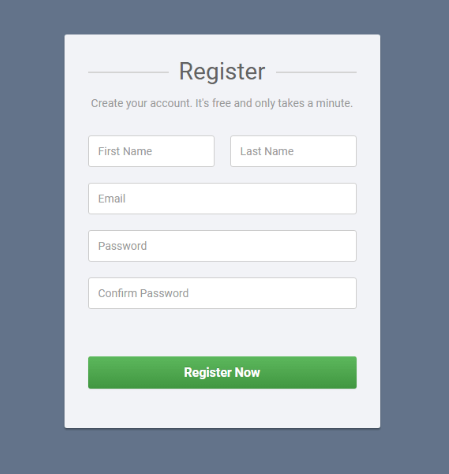 Register
Create your account. It's free and only takes a minute.
First Name
Last Name
Email
Password
Confirm Password
Register Now